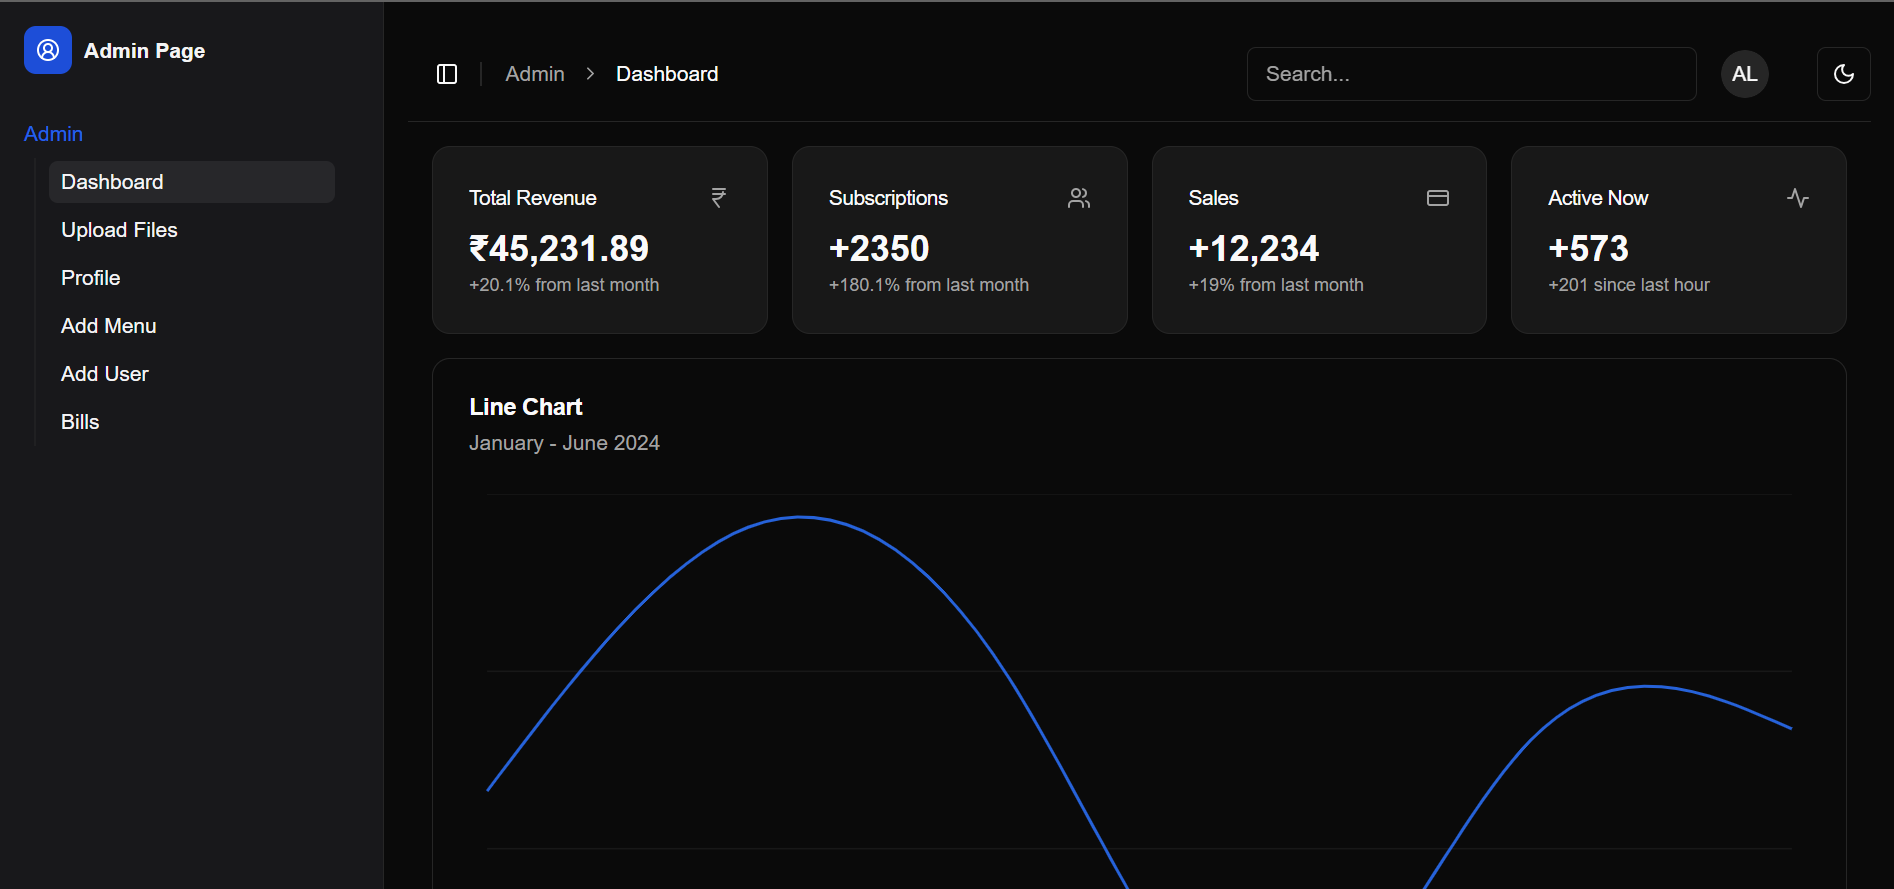 Admin Page
Admin
Dashboard
Upload Files
Profile
Add Menu
Add User
Bills
Admin > Dashboard
Search...
AL
Total Revenue
₹45,231.89
+20.1% from last month
Subscriptions
+2350
+180.1% from last month
Sales
+12,234
+19% from last month
Active Now
+573
+201 since last hour
Line Chart
January - June 2024